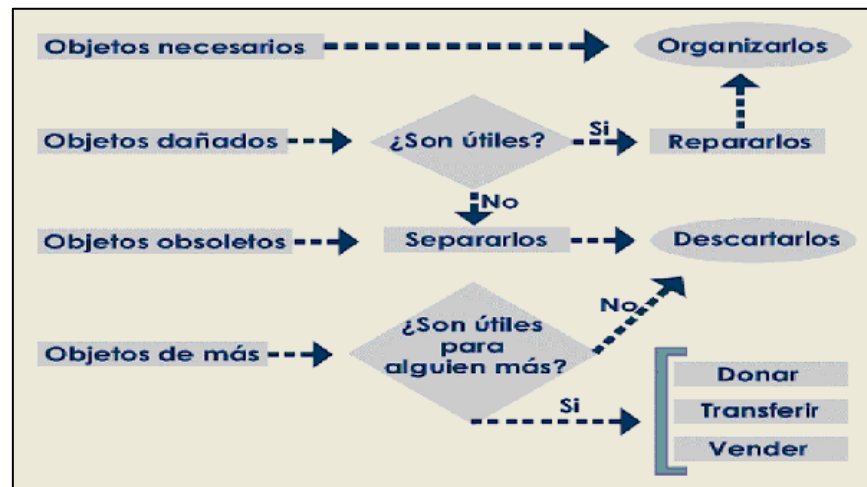 Objetos necesarios
Organizarlos
Objetos dañados
¿Son útiles?
Si
Repararlos
No
Objetos obsoletos
Separarlos
Descartarlos
Objetos de más
¿Son útiles
para
alguien más?
No
Si
Donar
Transferir
Vender